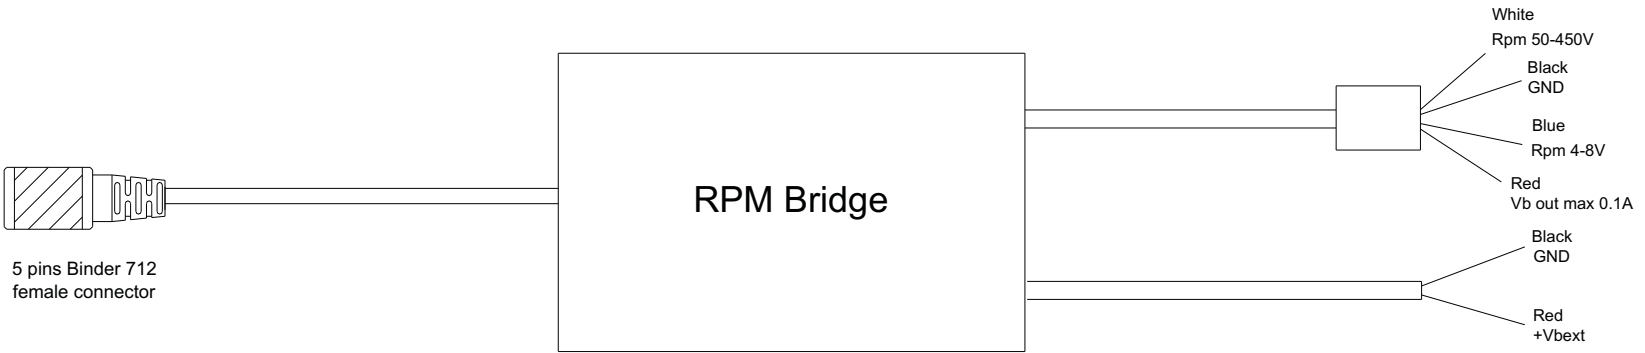 White
Rpm 50-450V
Black
GND
Blue
Rpm 4-8V
Red
Vb out max 0.1A
RPM Bridge
Black
GND
Red
+Vbext
5 pins Binder 712
female connector